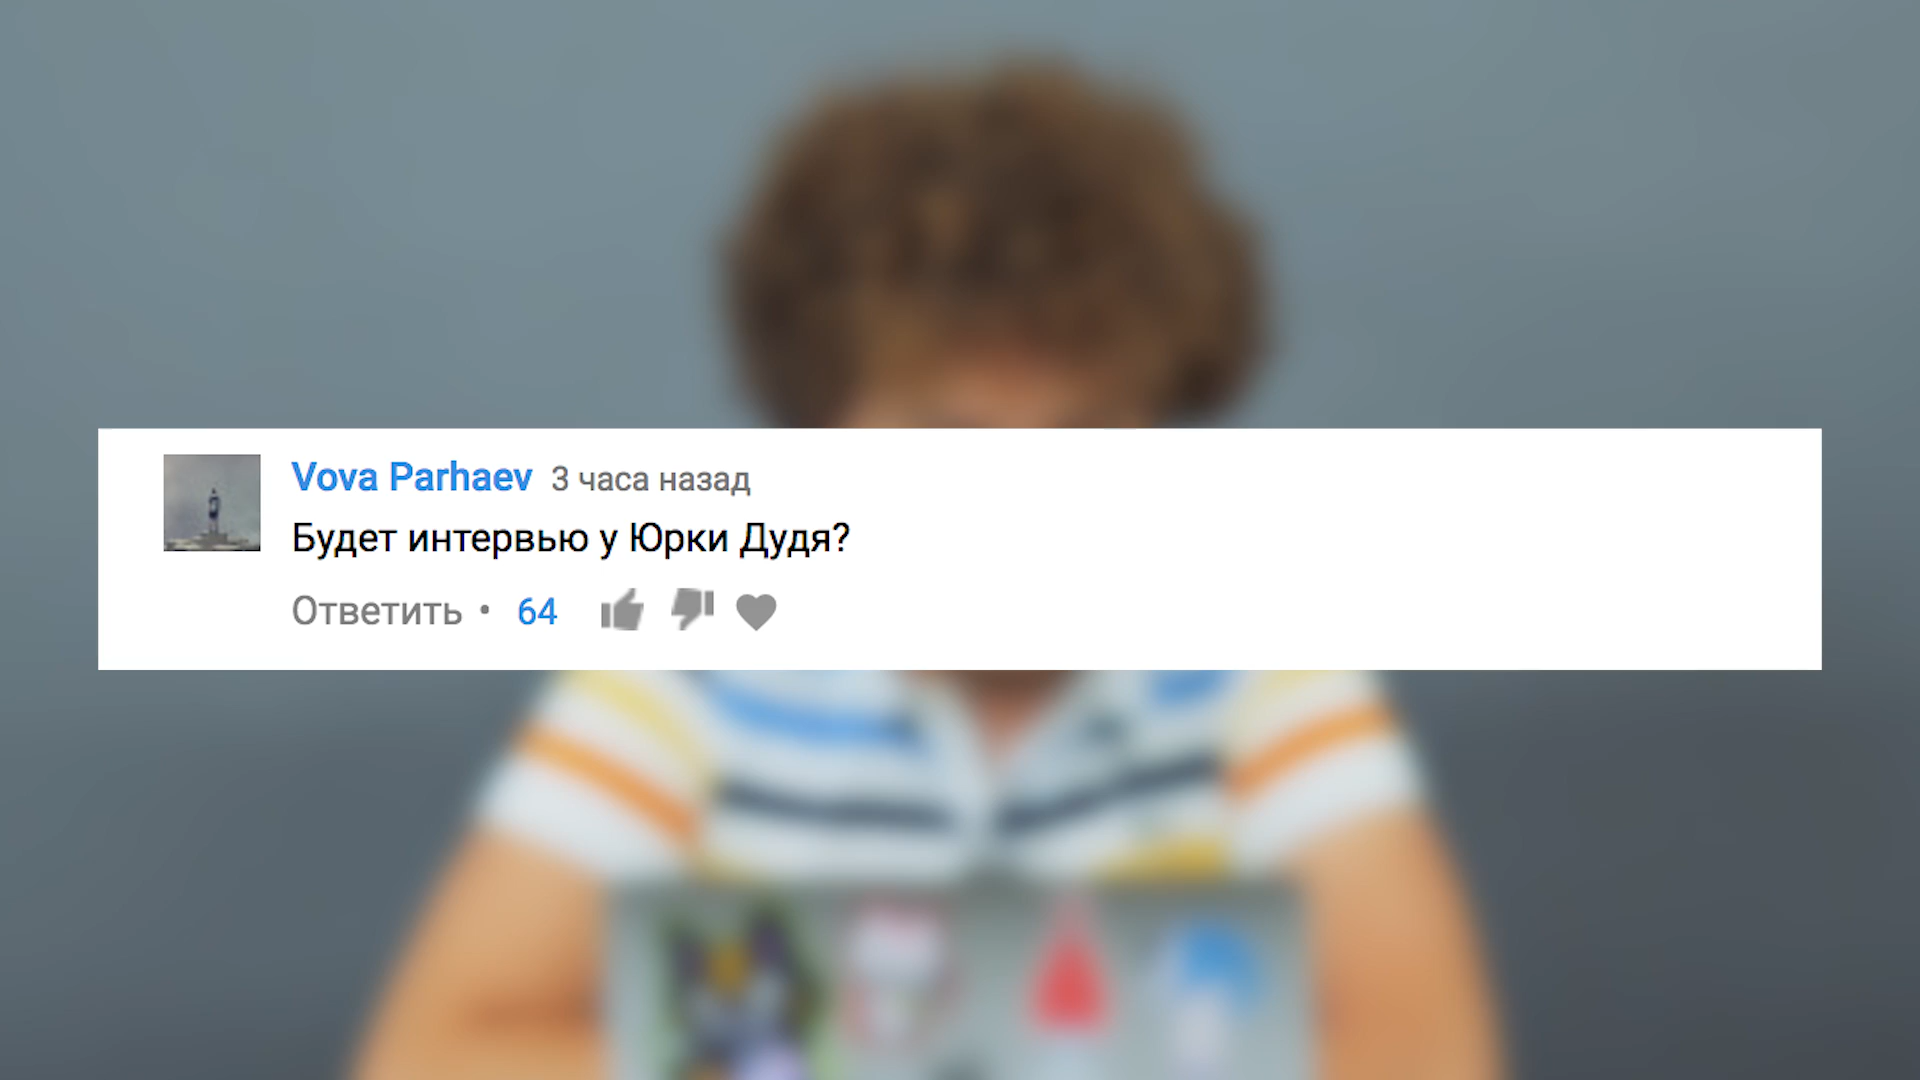 Vova Parhaev 3 часа назад
Будет интервью у Юрки Дудя?
Ответить • 64